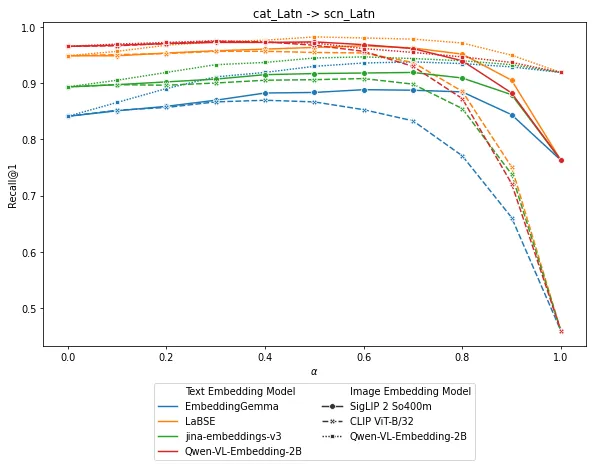 cat_Latn -> scn_Latn
1.0
0.9
0.8
0.7
0.6
0.5
Recall@1
0.0 0.2 0.4 0.6 0.8 1.0
α
Text Embedding Model Image Embedding Model
EmbeddingGemma SigLIP 2 So400m
LaBSE CLIP ViT-B/32
jina-embeddings-v3 Qwen-VL-Embedding-2B
Qwen-VL-Embedding-2B